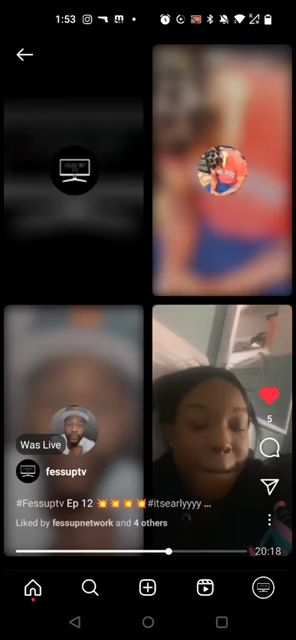 1:53
Was Live
fessuptv
#Fessuptv Ep 12 💥💥💥💥#itsearlyyyy ...
Liked by fessupnetwork and 4 others
5
20:18